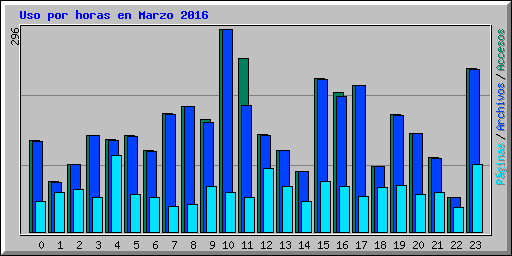 Uso por horas en Marzo 2016
296
Páginas / Archivos / Accesos
0 1 2 3 4 5 6 7 8 9 10 11 12 13 14 15 16 17 18 19 20 21 22 23